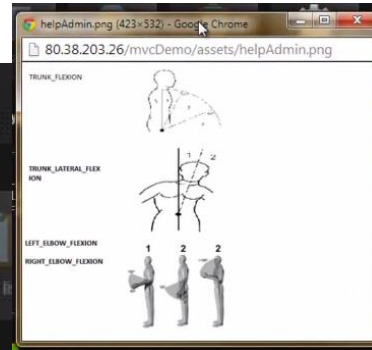 helpAdmin.png (423×532) - Google Chrome
80.38.203.26/mvcDemo/assets/helpAdmin.png
TRUNK_FLEXION
TRUNK_LATERAL_FLEX
ION
1 2
LEFT_ELBOW_FLEXION
1 2 2
RIGHT_ELBOW_FLEXION